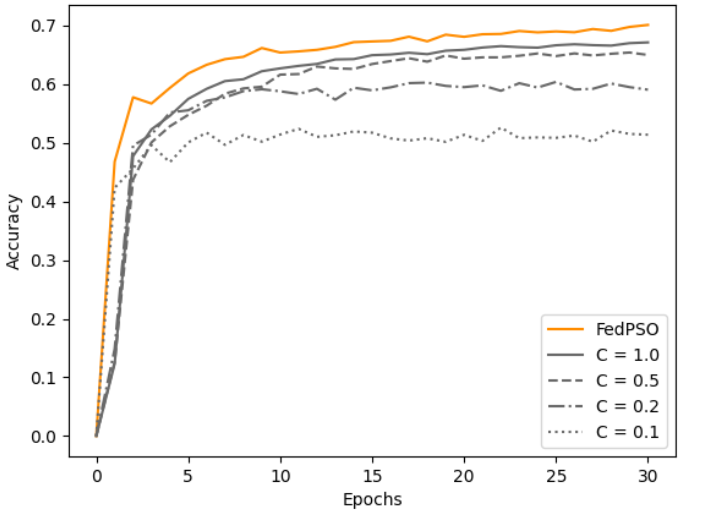 0.7
0.6
0.5
0.4
0.3
0.2
0.1
0.0
Accuracy
FedPSO
C = 1.0
C = 0.5
C = 0.2
C = 0.1
0 5 10 15 20 25 30
Epochs